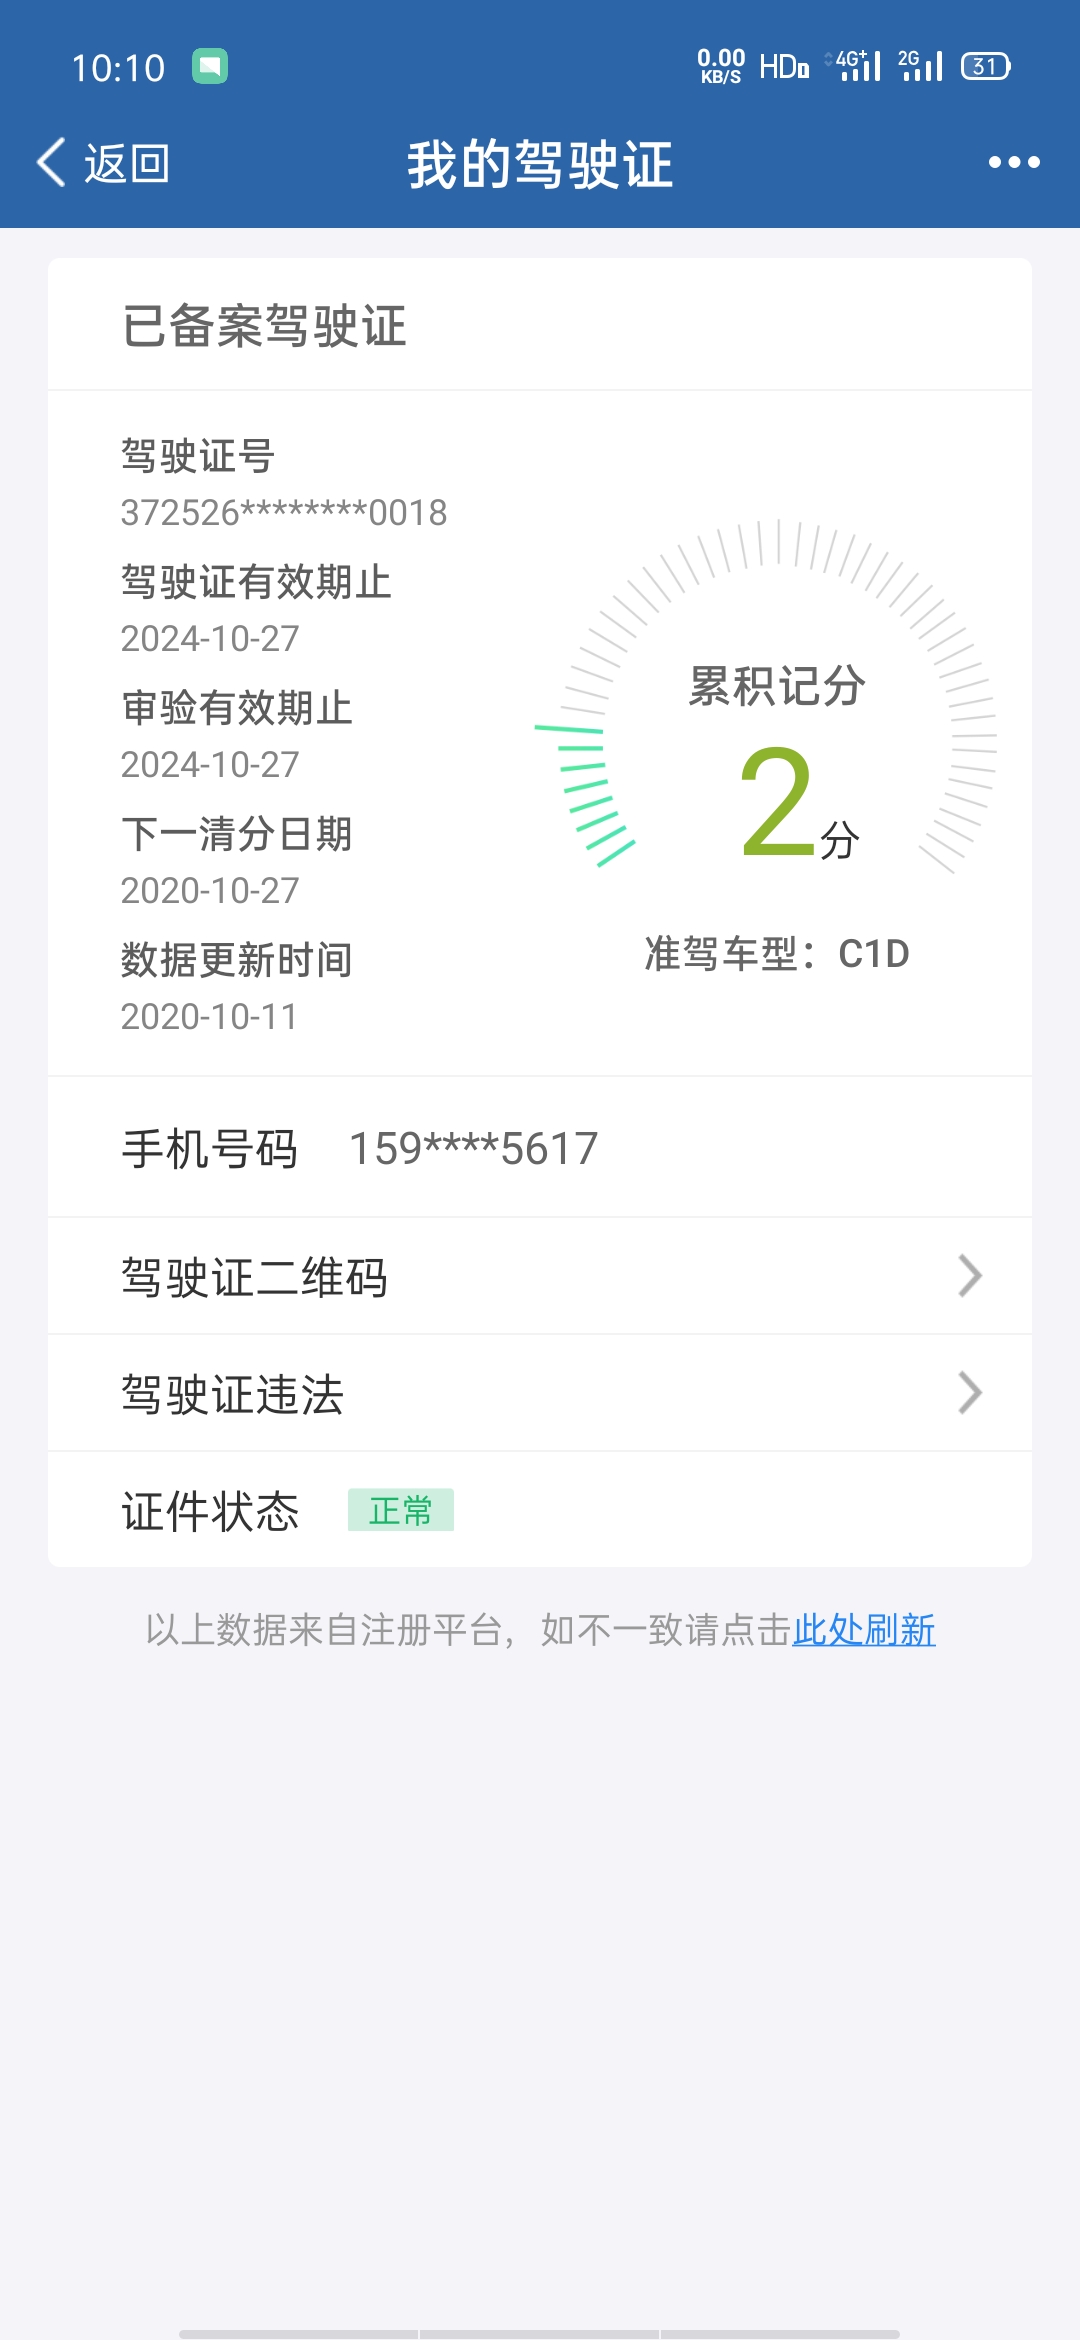 10:10 0.00 KB/S HD 4G+ 2G 31
返回 我的驾驶证
已备案驾驶证
驾驶证号
372526********0018
驾驶证有效期止
2024-10-27
审验有效期止
2024-10-27
下一清分日期
2020-10-27
数据更新时间
2020-10-11
累积记分
2分
准驾车型：C1D
手机号码 159****5617
驾驶证二维码
驾驶证违法
证件状态 正常
以上数据来自注册平台，如不一致请点击此处刷新